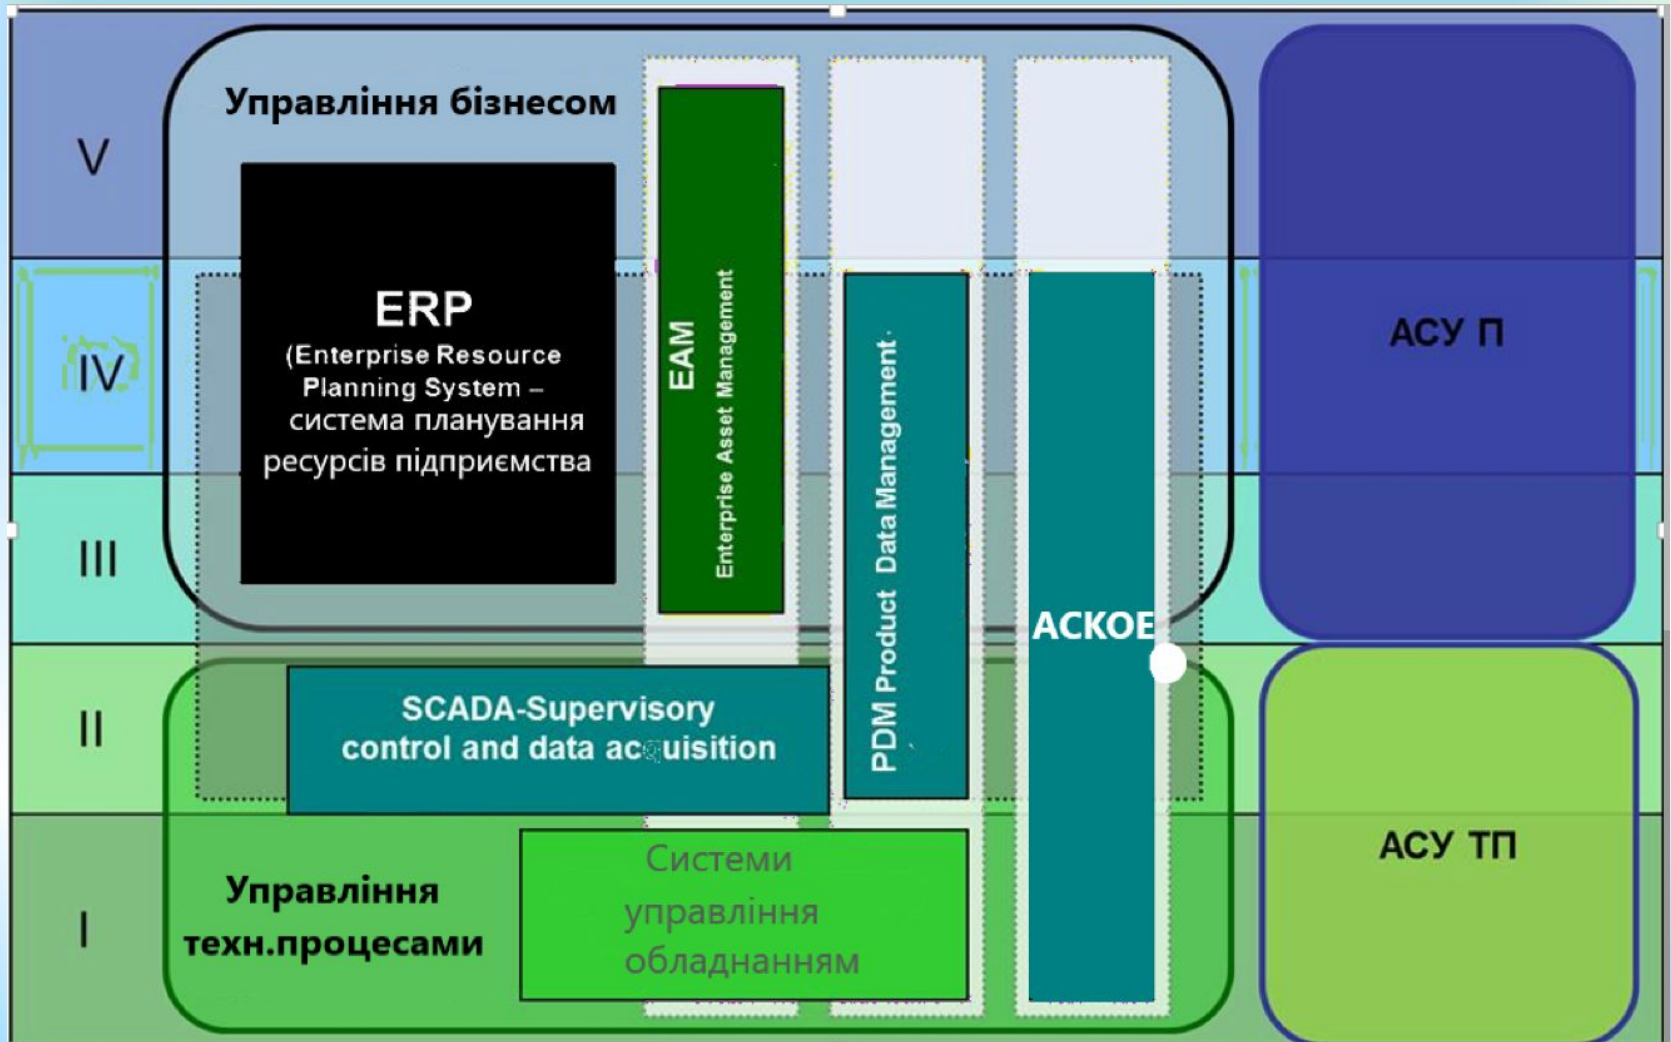 Управління бізнесом
V
ERP
(Enterprise Resource
Planning System –
система планування
ресурсів підприємства
EAM
Enterprise Asset Management
PDM Product Data Management
АСКОЕ
АСУ П
IV
III
II
SCADA-Supervisory
control and data acquisition
Системи
управління
обладнанням
Управління
техн.процесами
I
АСУ ТП